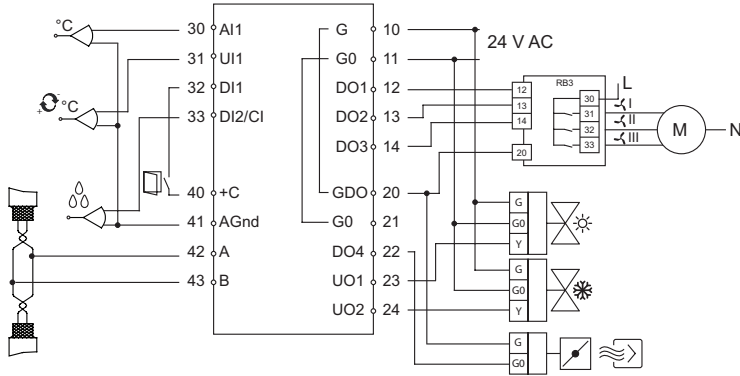 °C
30 AI1
G 10
31 UI1
G0 11
24 V AC
°C
32 DI1
DO1 12
12
RB3
30
L
33 DI2/CI
DO2 13
13
31
I
14
32
II
M
N
DO3 14
33
III
20
40 +C
GDO 20
41 AGnd
G0 21
G
G0
42 A
DO4 22
Y
43 B
UO1 23
G
G0
UO2 24
Y
G
G0